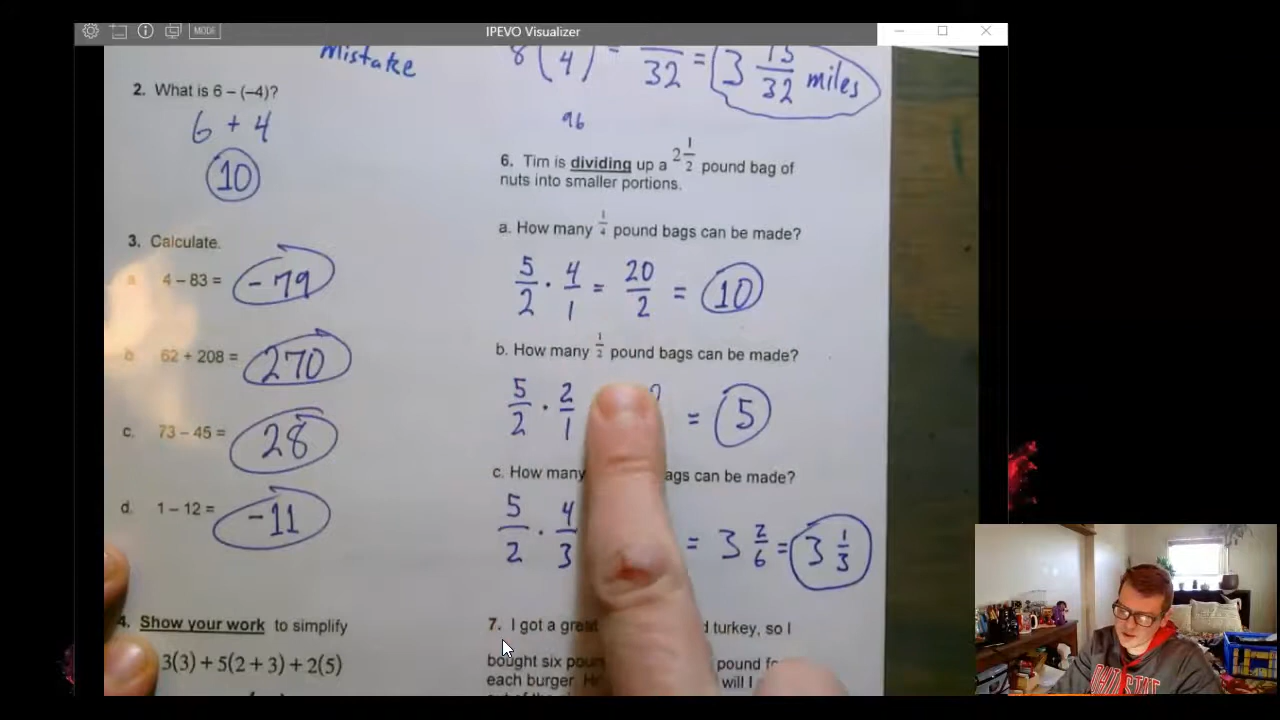 MODE
IPEVO Visualizer
Mistake
2. What is 6 – (–4)?
6 + 4
10
3. Calculate.
a. 4 – 83 = -79
b. 62 + 208 = 270
c. 73 – 45 = 28
d. 1 – 12 = -11
4. Show your work to simplify
3(3) + 5(2 + 3) + 2(5)
8(4) = /32 = 3 15/32 miles
96
6. Tim is dividing up a 2 1/2 pound bag of
nuts into smaller portions.
a. How many 1/4 pound bags can be made?
5/2 · 4/1 = 20/2 = 10
b. How many 1/2 pound bags can be made?
5/2 · 2/1 = 5
c. How many bags can be made?
5/2 · 4/3 = 3 2/6 = 3 1/3
7. I got a great turkey, so I
bought six pound
each burger. will I
OHIO STATE